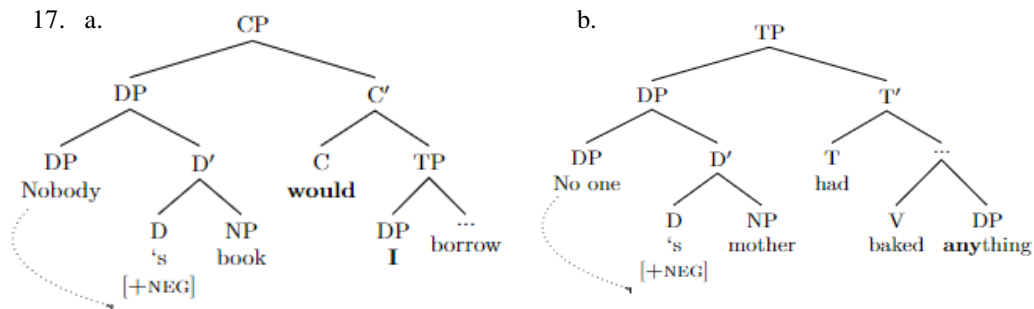 17. a. b.
CP TP
DP C′ DP T′
DP D′ C TP DP D′ T ...
Nobody would No one had
D NP DP ... D NP V DP
‘s book I borrow ‘s mother baked anything
[+NEG] [+NEG]